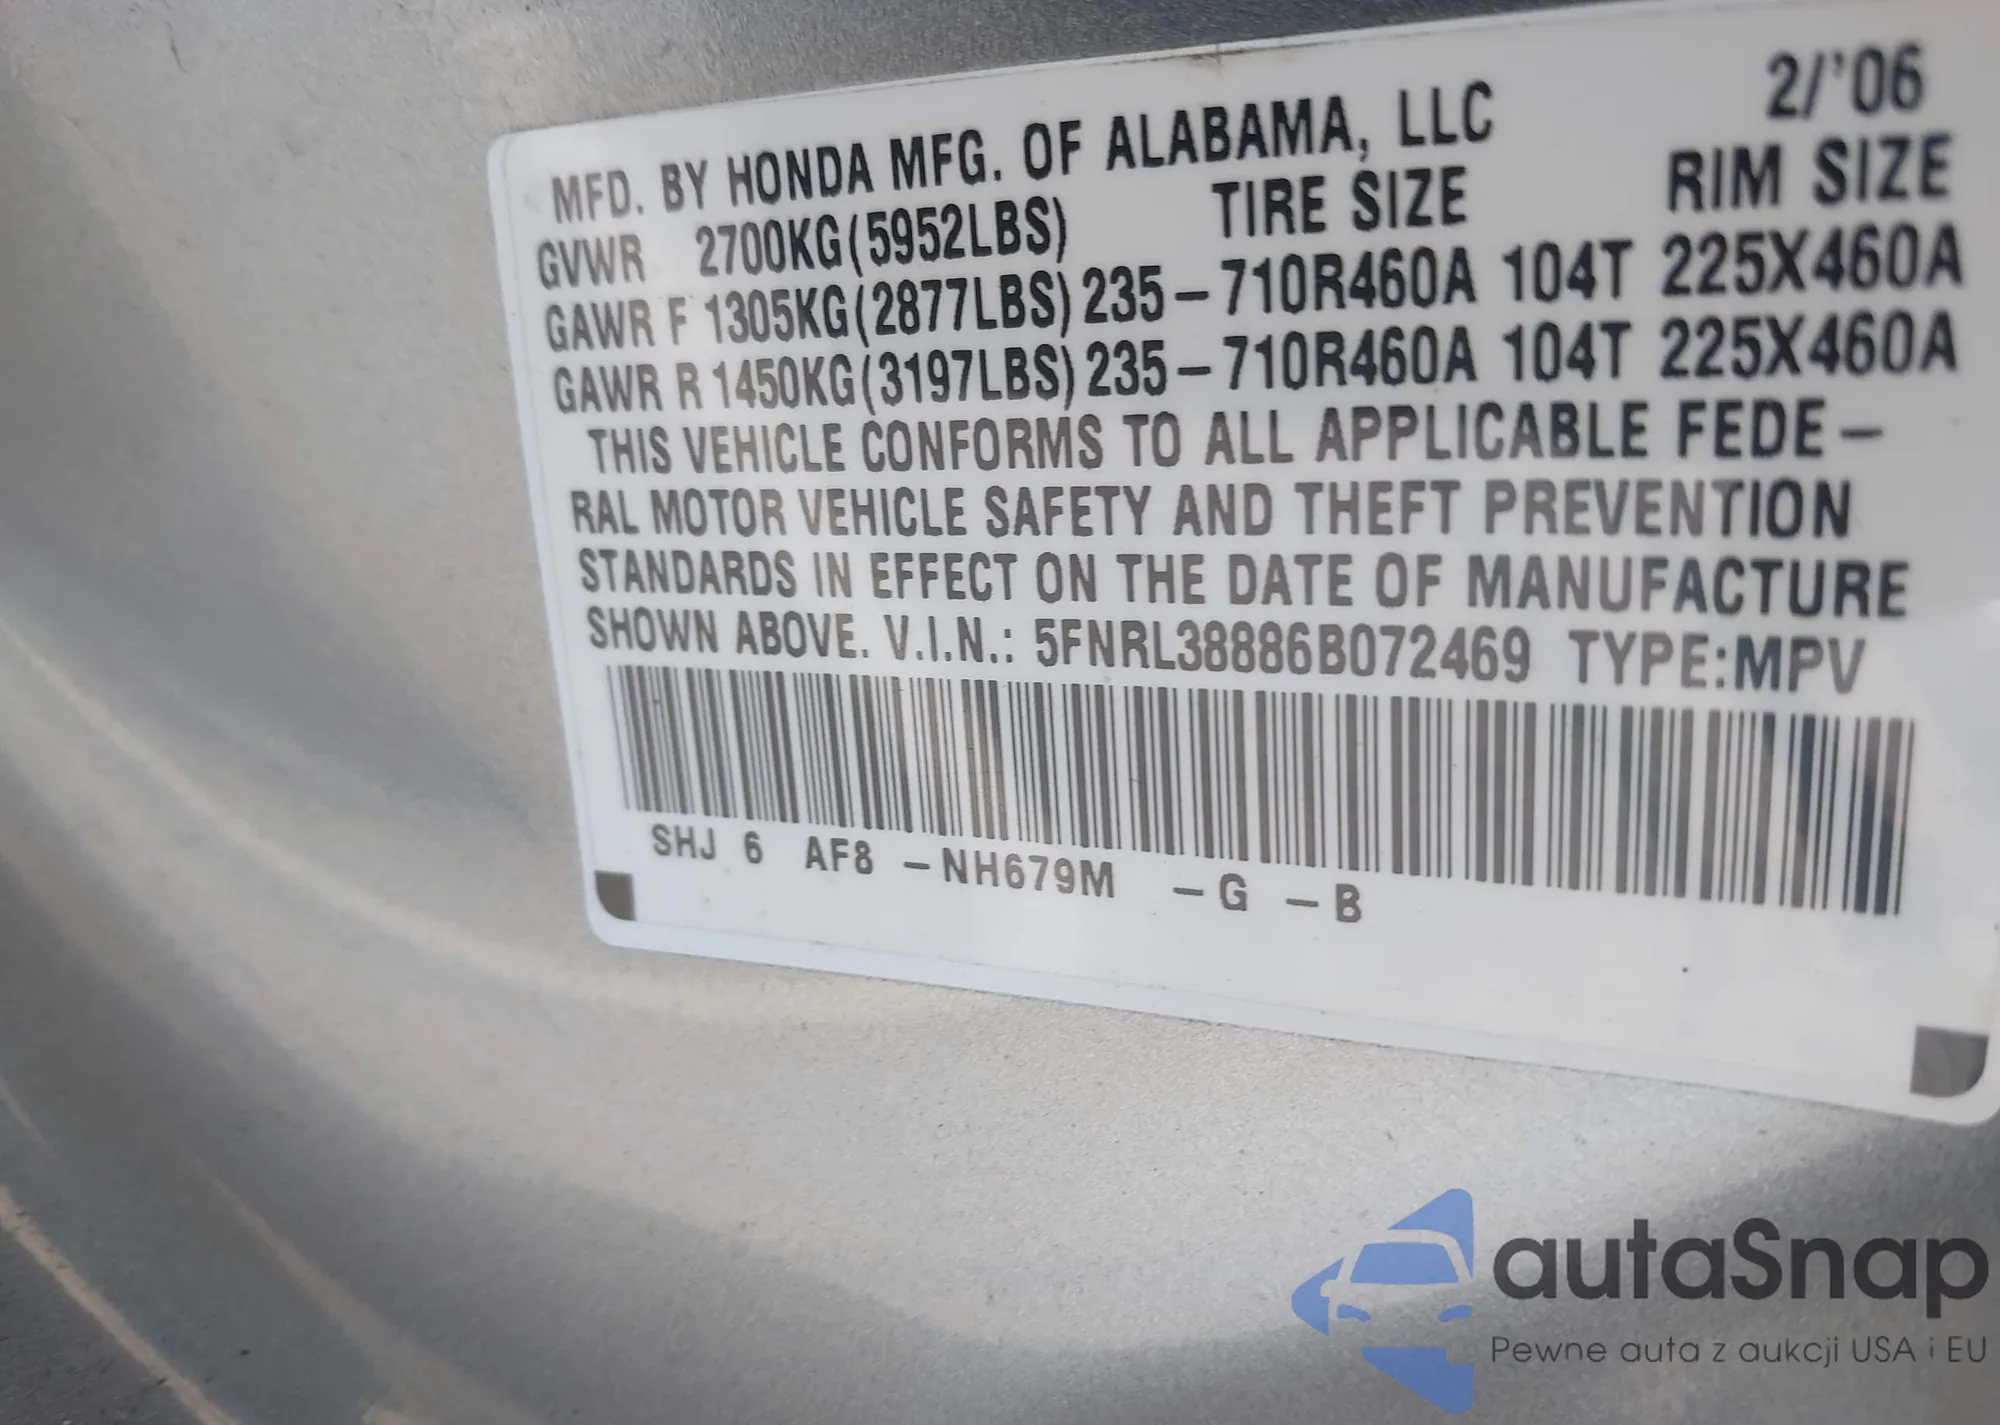 2/'06
MFD. BY HONDA MFG. OF ALABAMA, LLC
GVWR 2700KG(5952LBS) TIRE SIZE RIM SIZE
GAWR F 1305KG(2877LBS) 235-710R460A 104T 225X460A
GAWR R 1450KG(3197LBS) 235-710R460A 104T 225X460A
THIS VEHICLE CONFORMS TO ALL APPLICABLE FEDE-
RAL MOTOR VEHICLE SAFETY AND THEFT PREVENTION
STANDARDS IN EFFECT ON THE DATE OF MANUFACTURE
SHOWN ABOVE. V.I.N.: 5FNRL38886B072469 TYPE:MPV
SHJ 6 AF8 -NH679M -G -B
autaSnap
Pewne auta z aukcji USA i EU